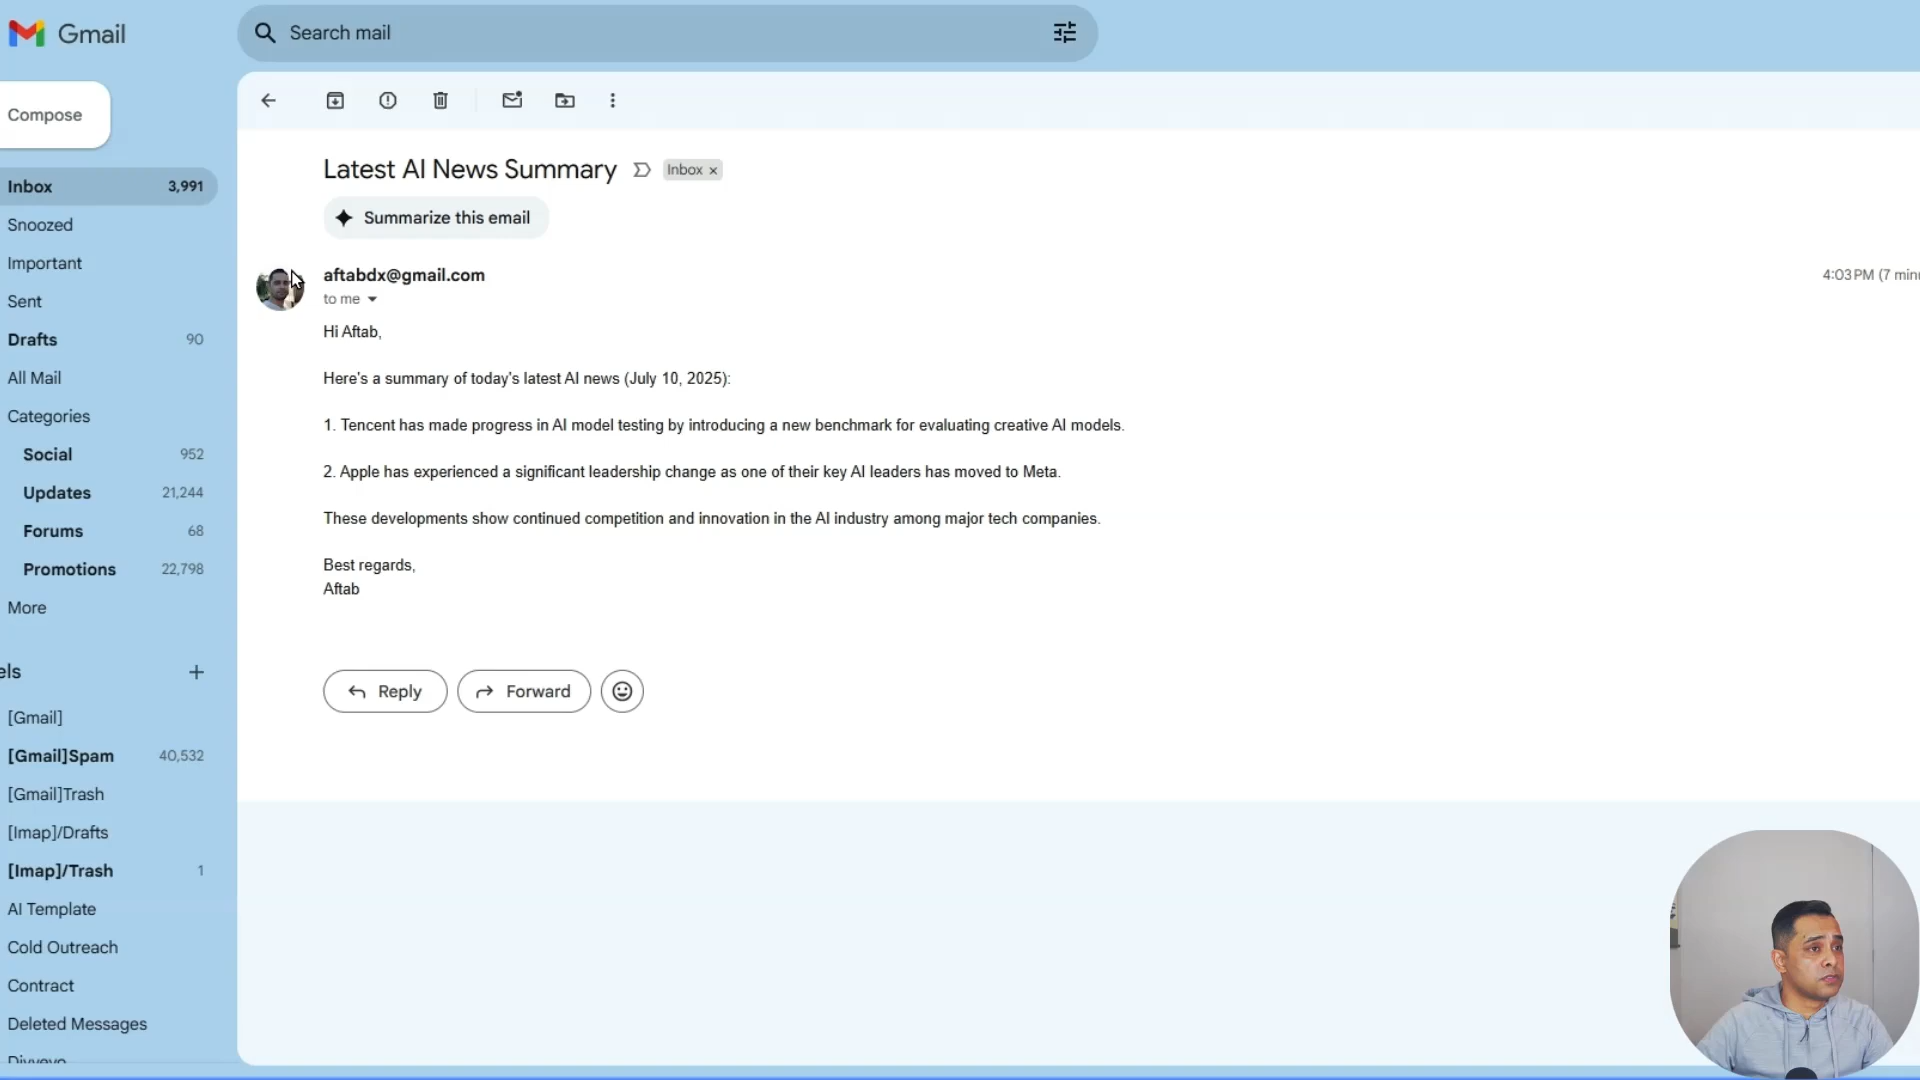 Gmail
Search mail
Compose
Inbox 3,991
Snoozed
Important
Sent
Drafts 90
All Mail
Categories
Social 952
Updates 21,244
Forums 68
Promotions 22,798
More
els
[Gmail]
[Gmail]Spam 40,532
[Gmail]Trash
[Imap]/Drafts
[Imap]/Trash 1
AI Template
Cold Outreach
Contract
Deleted Messages
Latest AI News Summary Inbox ×
Summarize this email
aftabdx@gmail.com 4:03 PM (7 minu
to me
Hi Aftab,
Here's a summary of today's latest AI news (July 10, 2025):
1. Tencent has made progress in AI model testing by introducing a new benchmark for evaluating creative AI models.
2. Apple has experienced a significant leadership change as one of their key AI leaders has moved to Meta.
These developments show continued competition and innovation in the AI industry among major tech companies.
Best regards,
Aftab
Reply Forward